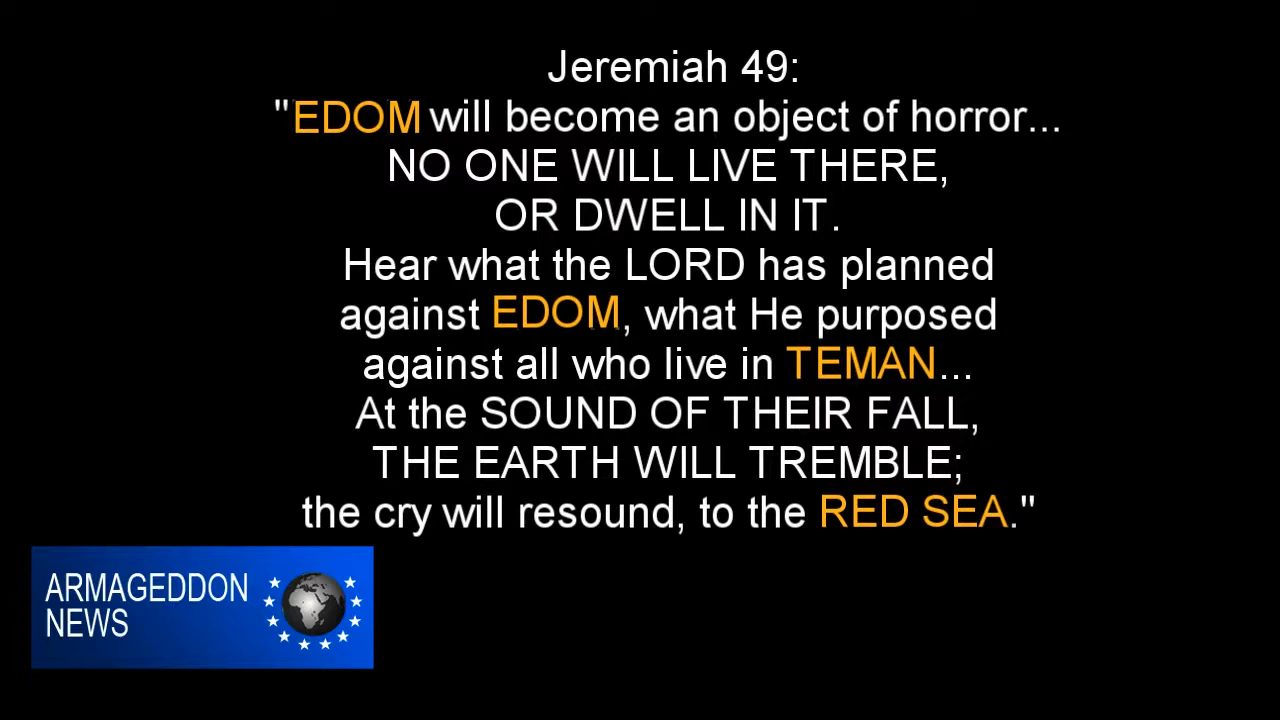 Jeremiah 49:
"EDOM will become an object of horror...
NO ONE WILL LIVE THERE,
OR DWELL IN IT.
Hear what the LORD has planned
against EDOM, what He purposed
against all who live in TEMAN...
At the SOUND OF THEIR FALL,
THE EARTH WILL TREMBLE;
the cry will resound, to the RED SEA."
ARMAGEDDON
NEWS